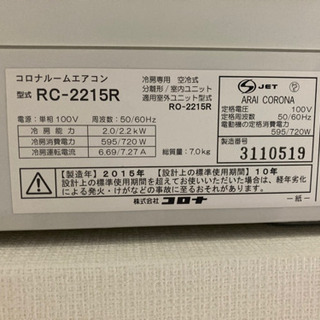 コロナルームエアコン
型式 RC-2215R
冷房専用 空冷式
分離形/室内ユニット
適用室外ユニット型式
RO-2215R
電源:単相100V 周波数:50/60Hz
冷房能力 2.0/2.2kW
冷房消費電力 595/720W
冷房運転電流 6.69/7.27A
総質量:7.0kg
JET
ARAI CORONA
定格電圧 100V
定格周波数 50/60Hz
電動機の定格消費電力
595/720W
製造番号
3110519
【製造年】2015年【設計上の標準使用期間】10年
設計上の標準使用期間を超えて使用されますと、経年劣化
による発火・けがなどの事故に至るおそれがあります。
株式会社 コロナ
-紙-